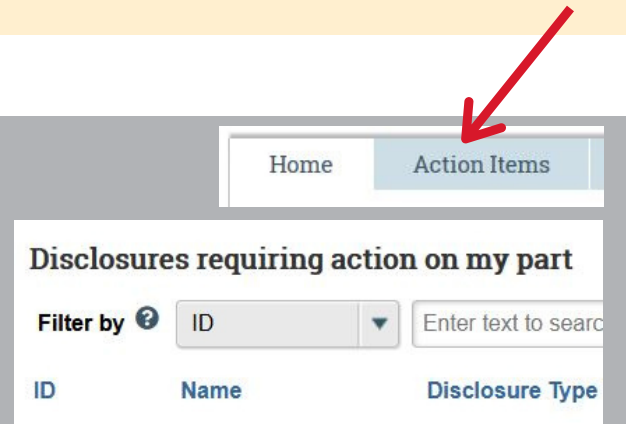 Home Action Items
Disclosures requiring action on my part
Filter by ? ID Enter text to searc
ID Name Disclosure Type